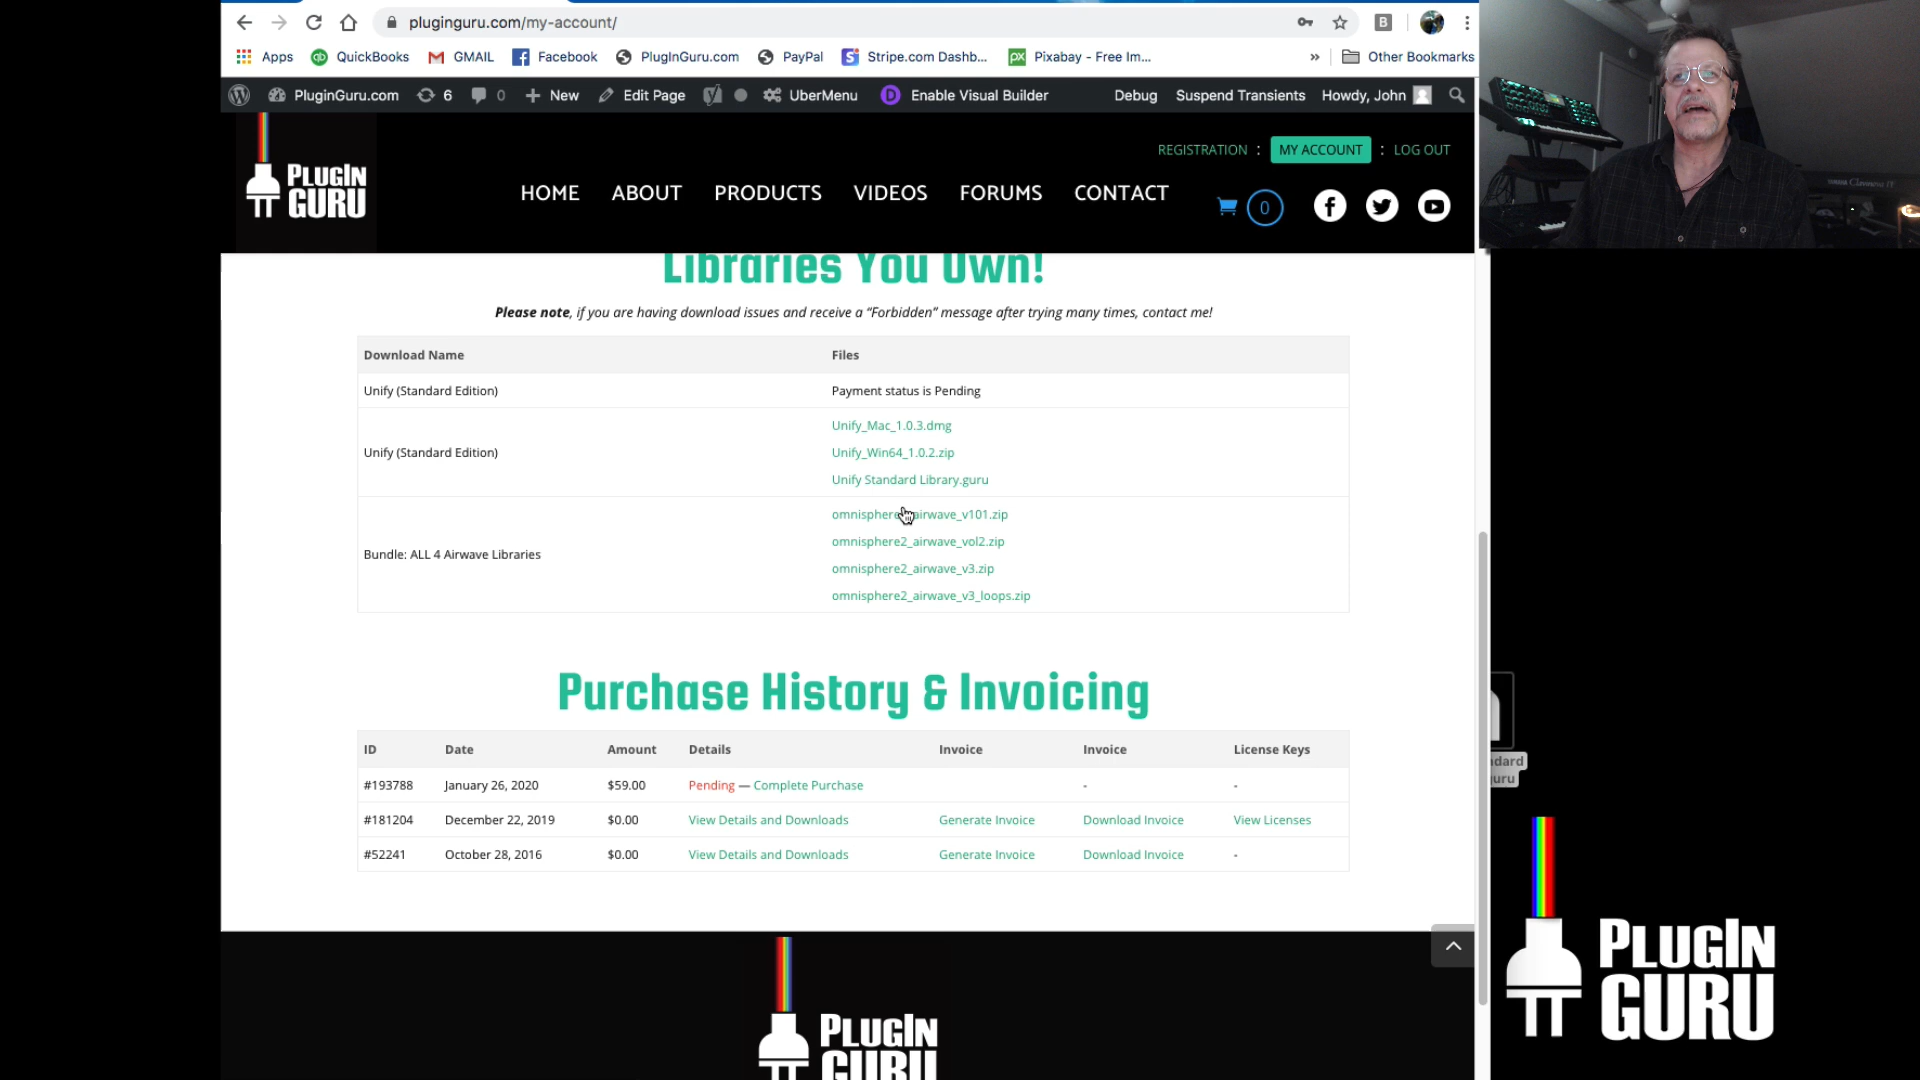 pluginguru.com/my-account/
Apps QuickBooks GMAIL Facebook PlugInGuru.com PayPal Stripe.com Dashb... Pixabay - Free Im... » Other Bookmarks
PluginGuru.com 6 0 New Edit Page UberMenu Enable Visual Builder Debug Suspend Transients Howdy, John
REGISTRATION : MY ACCOUNT : LOG OUT
PLUGIN GURU
HOME ABOUT PRODUCTS VIDEOS FORUMS CONTACT 0
Libraries You Own!
Please note, if you are having download issues and receive a “Forbidden” message after trying many times, contact me!
Download Name Files
Unify (Standard Edition) Payment status is Pending
Unify_Mac_1.0.3.dmg
Unify (Standard Edition) Unify_Win64_1.0.2.zip
Unify Standard Library.guru
airwave_v101.zip
omnisphere2_airwave_vol2.zip
Bundle: ALL 4 Airwave Libraries
omnisphere2_airwave_v3.zip
omnisphere2_airwave_v3_loops.zip
Purchase History & Invoicing
ID Date Amount Details Invoice Invoice License Keys
#193788 January 26, 2020 $59.00 Pending — Complete Purchase - -
#181204 December 22, 2019 $0.00 View Details and Downloads Generate Invoice Download Invoice View Licenses
#52241 October 28, 2016 $0.00 View Details and Downloads Generate Invoice Download Invoice -
PLUGIN
GURU
PLUGIN
GURU